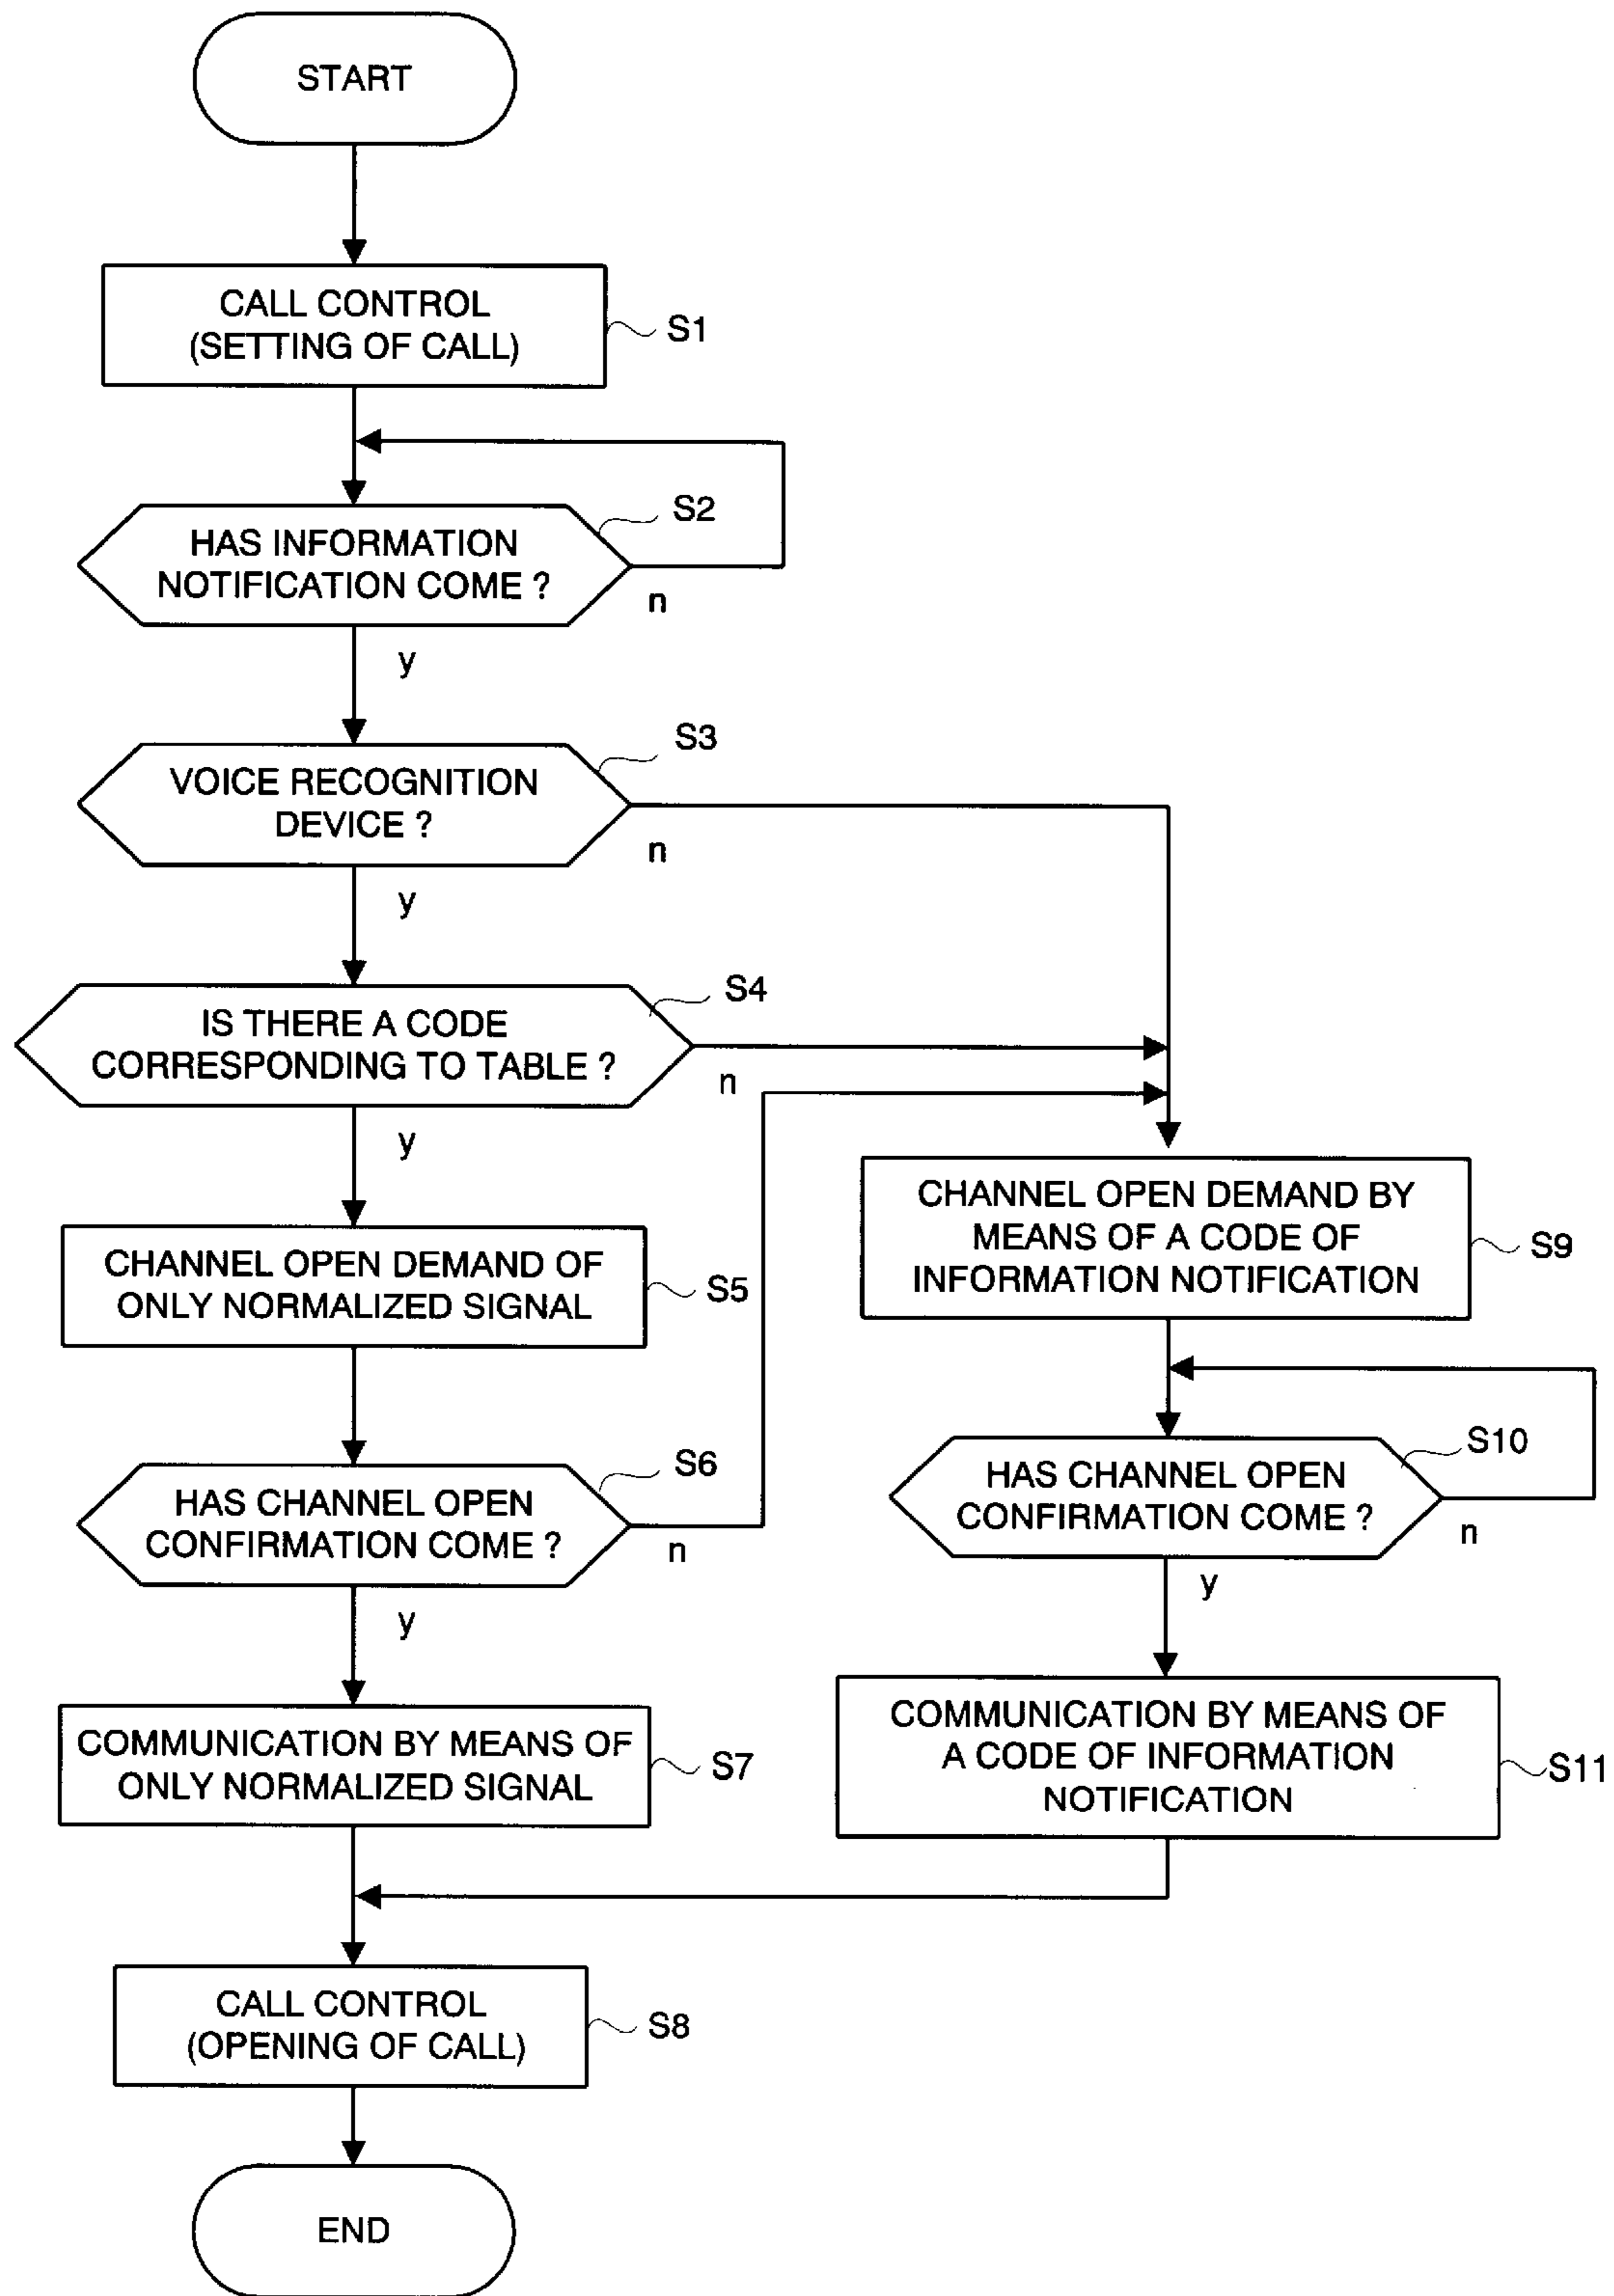 START
CALL CONTROL
(SETTING OF CALL)
S1
S2
HAS INFORMATION
NOTIFICATION COME ?
n
y
S3
VOICE RECOGNITION
DEVICE ?
n
y
S4
IS THERE A CODE
CORRESPONDING TO TABLE ?
n
y
CHANNEL OPEN DEMAND OF
ONLY NORMALIZED SIGNAL
S5
CHANNEL OPEN DEMAND BY
MEANS OF A CODE OF
INFORMATION NOTIFICATION
S9
S6
HAS CHANNEL OPEN
CONFIRMATION COME ?
n
y
S10
HAS CHANNEL OPEN
CONFIRMATION COME ?
n
y
COMMUNICATION BY MEANS OF
ONLY NORMALIZED SIGNAL
S7
COMMUNICATION BY MEANS OF
A CODE OF INFORMATION
NOTIFICATION
S11
CALL CONTROL
(OPENING OF CALL)
S8
END